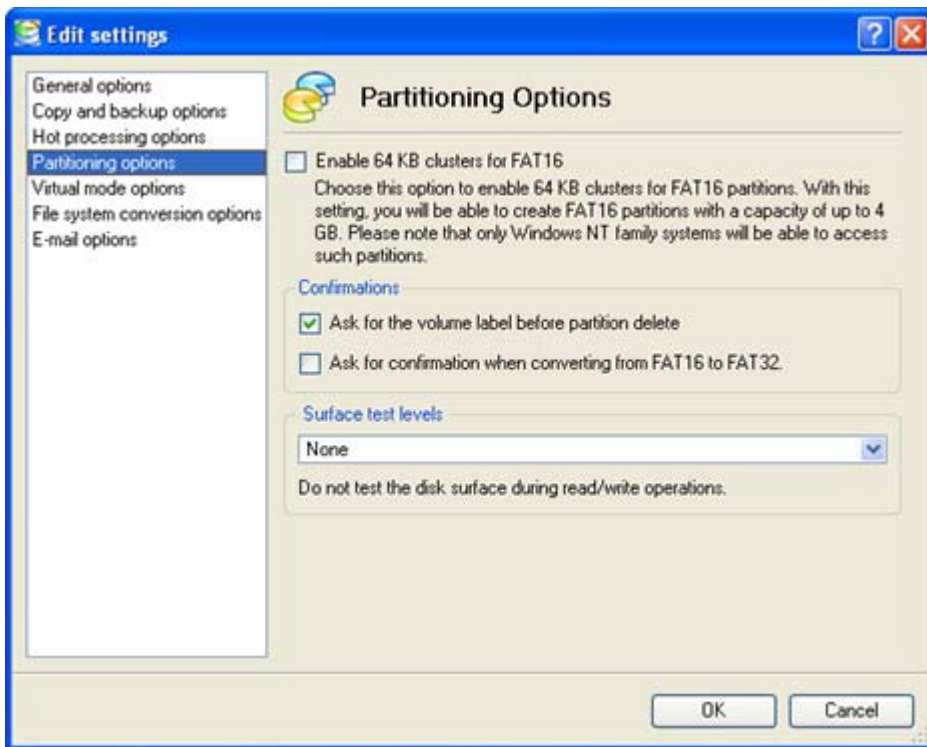 Edit settings
General options
Copy and backup options
Hot processing options
Partitioning options
Virtual mode options
File system conversion options
E-mail options
Partitioning Options
Enable 64 KB clusters for FAT16
Choose this option to enable 64 KB clusters for FAT16 partitions. With this
setting, you will be able to create FAT16 partitions with a capacity of up to 4
GB. Please note that only Windows NT family systems will be able to access
such partitions.
Confirmations
Ask for the volume label before partition delete
Ask for confirmation when converting from FAT16 to FAT32.
Surface test levels
None
Do not test the disk surface during read/write operations.
OK
Cancel